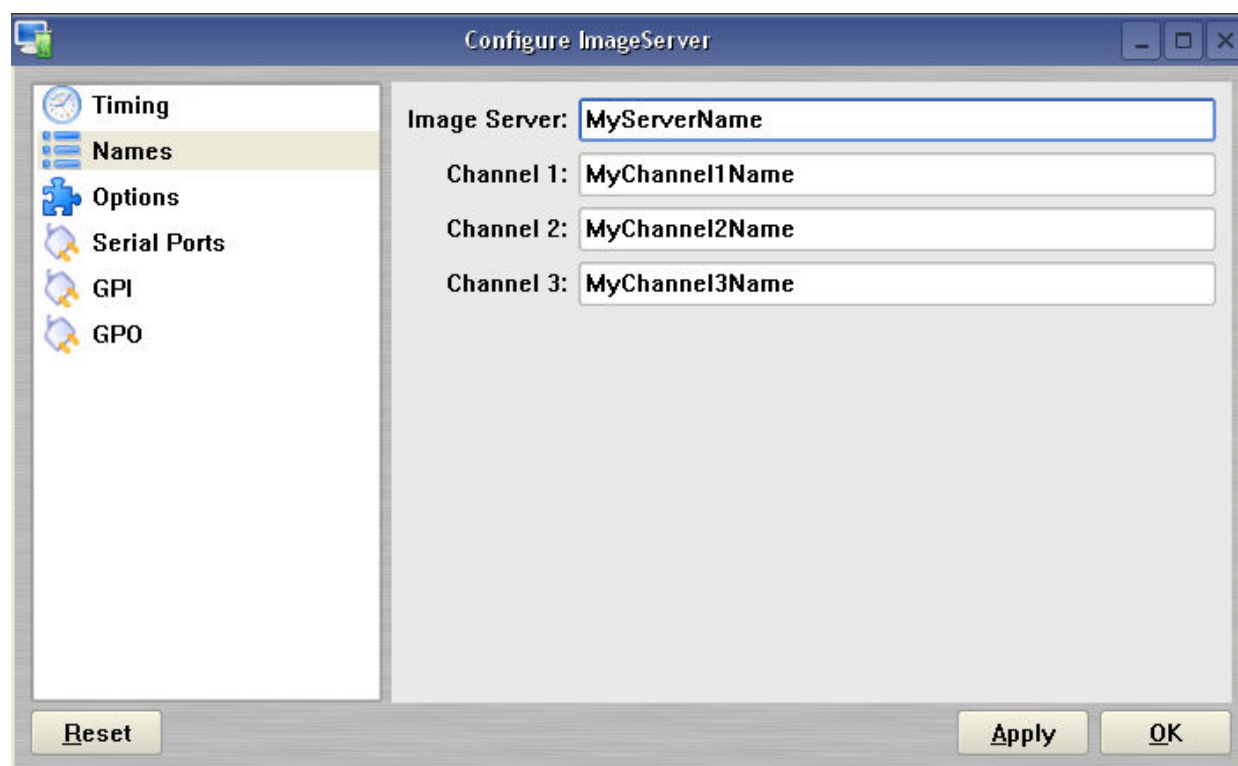 Configure ImageServer
Timing
Names
Options
Serial Ports
GPI
GPO
Image Server: MyServerName
Channel 1: MyChannel1Name
Channel 2: MyChannel2Name
Channel 3: MyChannel3Name
Reset
Apply
OK